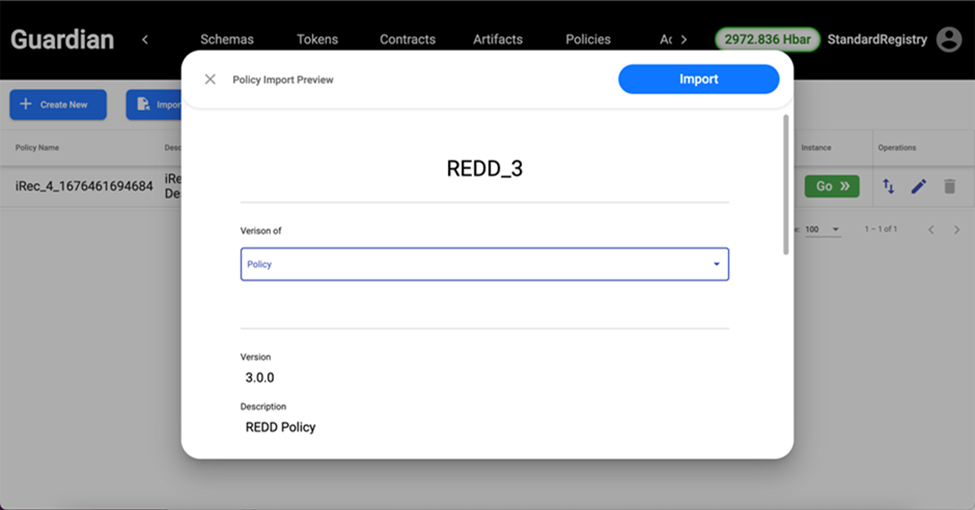 Guardian
Schemas
Tokens
Contracts
Artifacts
Policies
Ac
2972.836 Hbar
StandardRegistry
Policy Import Preview
Import
Create New
Impor
Policy Name
Desc
Instance
Operations
iRec_4_1676461694684
iRe
De
Go
REDD_3
Verison of
Policy
e:
100
1 – 1 of 1
Version
3.0.0
Description
REDD Policy